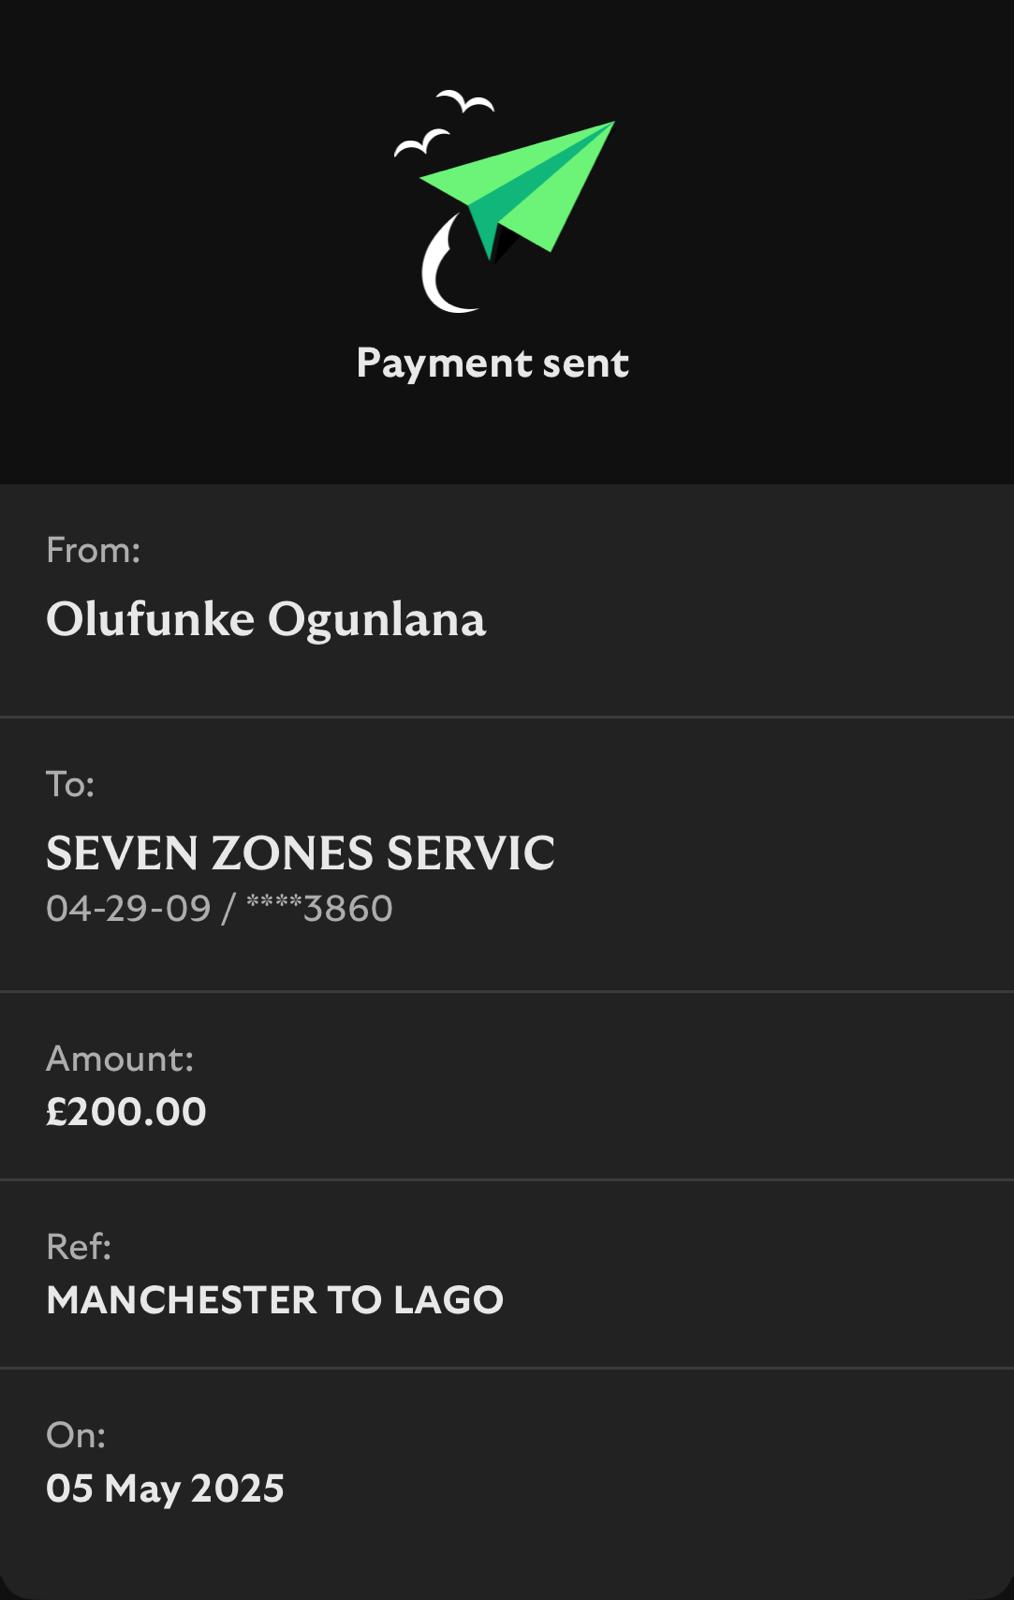 Payment sent
From:
Olufunke Ogunlana
To:
SEVEN ZONES SERVIC
04-29-09 / ****3860
Amount:
£200.00
Ref:
MANCHESTER TO LAGO
On:
05 May 2025